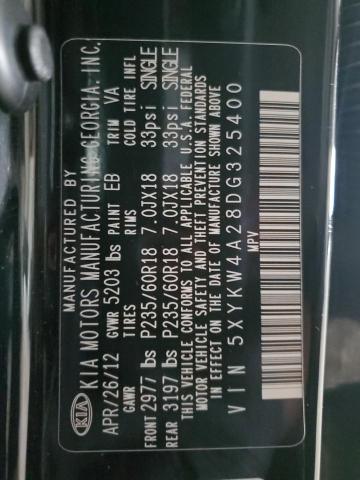 MANUFACTURED BY
KIA KIA MOTORS MANUFACTURING GEORGIA, INC.
APR/26/12 GVWR 5203 lbs PAINT EB TRIM VA
GAWR TIRES RIMS COLD TIRE INFL
FRONT 2977 lbs P235/60R18 7.0JX18 33psi SINGLE
REAR 3197 lbs P235/60R18 7.0JX18 33psi SINGLE
THIS VEHICLE CONFORMS TO ALL APPLICABLE U.S.A. FEDERAL
MOTOR VEHICLE SAFETY AND THEFT PREVENTION STANDARDS
IN EFFECT ON THE DATE OF MANUFACTURE SHOWN ABOVE
VIN 5XYKW4A28DG325400
MPV